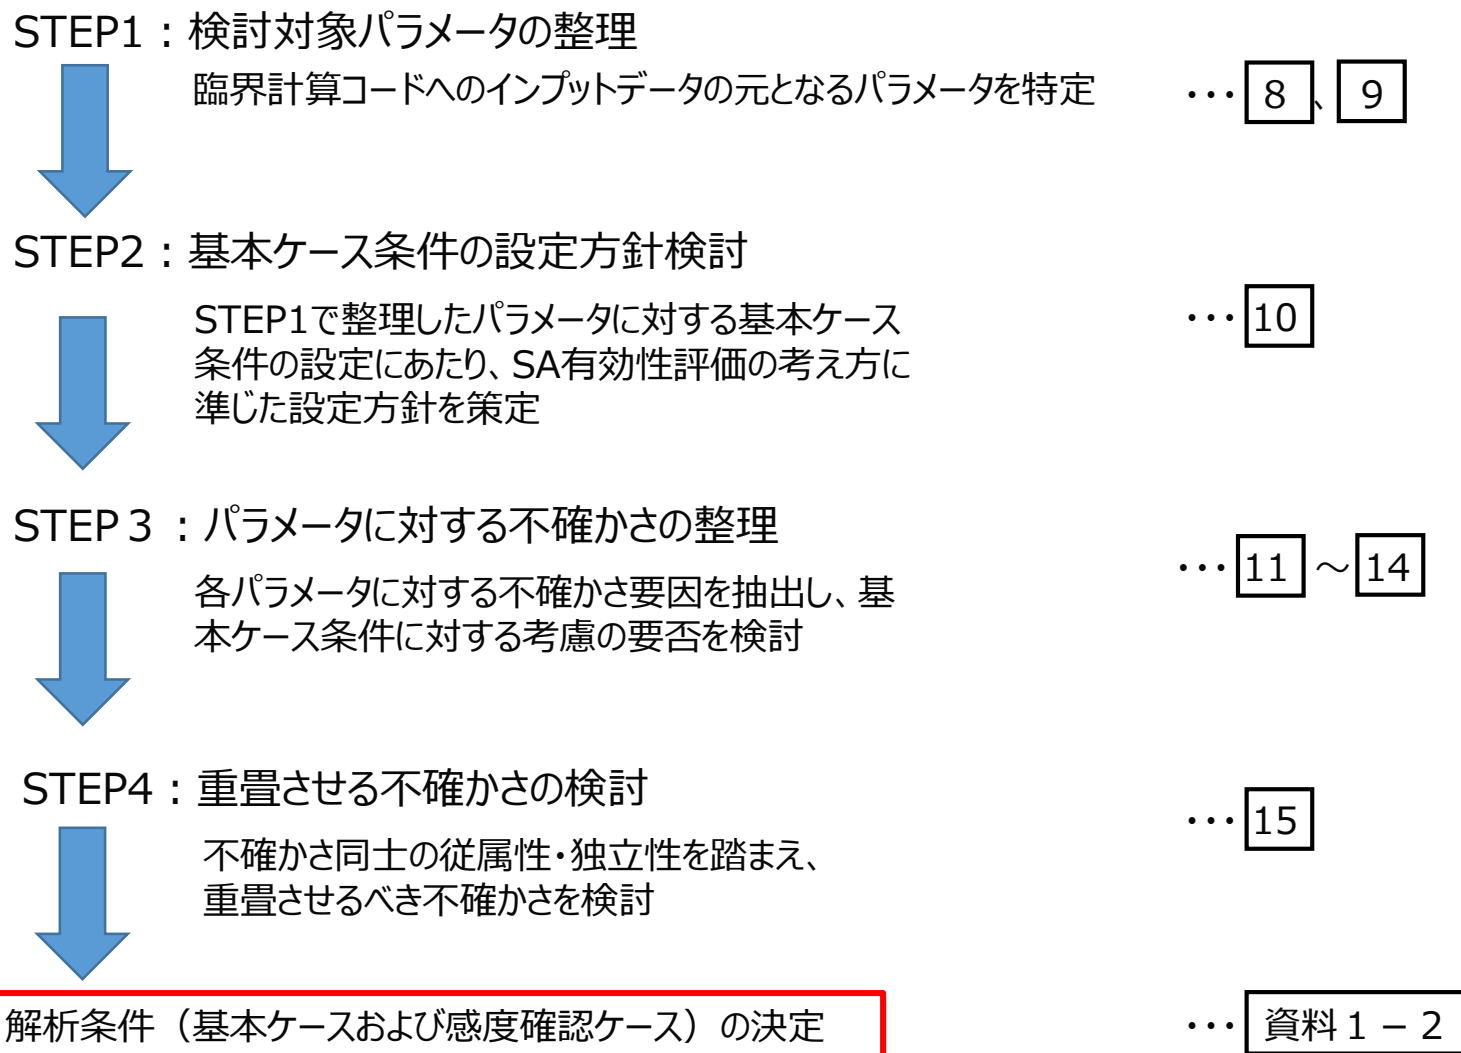 STEP1：検討対象パラメータの整理
臨界計算コードへのインプットデータの元となるパラメータを特定
・・・ 8 、 9
STEP2：基本ケース条件の設定方針検討
STEP1で整理したパラメータに対する基本ケース
条件の設定にあたり、SA有効性評価の考え方に
準じた設定方針を策定
・・・ 10
STEP３：パラメータに対する不確かさの整理
各パラメータに対する不確かさ要因を抽出し、基
本ケース条件に対する考慮の要否を検討
・・・ 11 ～ 14
STEP4：重畳させる不確かさの検討
不確かさ同士の従属性・独立性を踏まえ、
重畳させるべき不確かさを検討
・・・ 15
解析条件（基本ケースおよび感度確認ケース）の決定
・・・ 資料１－２